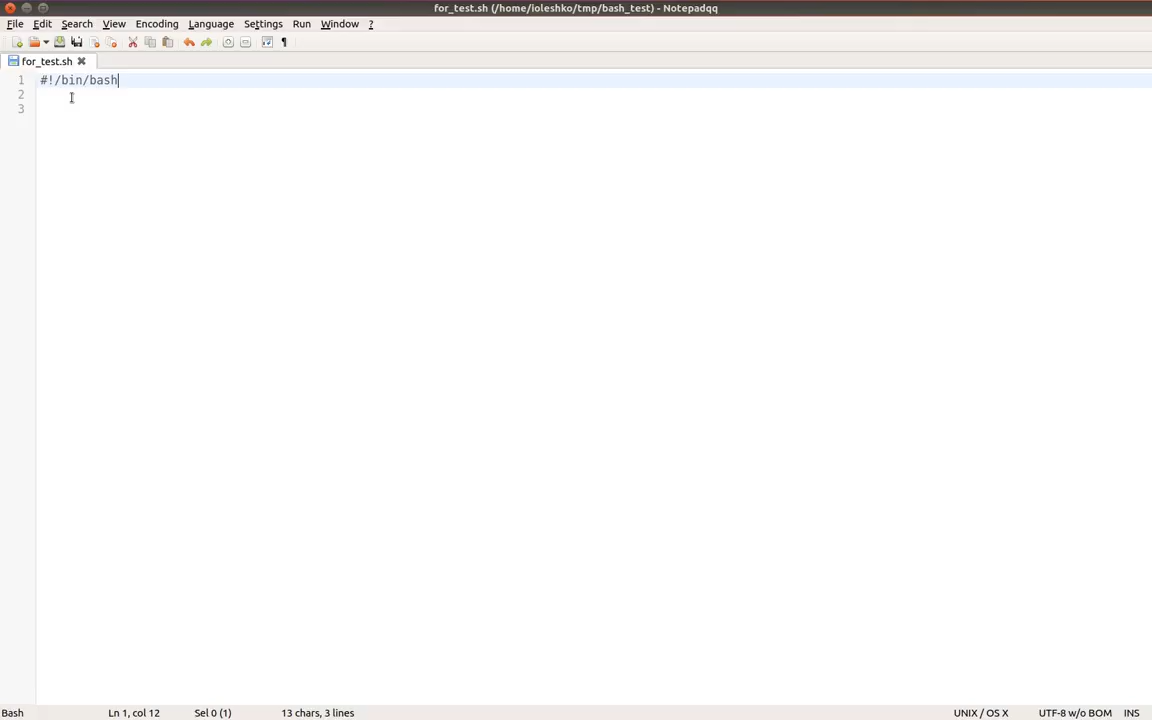 for_test.sh (/home/ioleshko/tmp/bash_test) - Notepadqq
File Edit Search View Encoding Language Settings Run Window ?
for_test.sh
1 #!/bin/bash
2
3
Bash Ln 1, col 12 Sel 0 (1) 13 chars, 3 lines UNIX / OS X UTF-8 w/o BOM INS